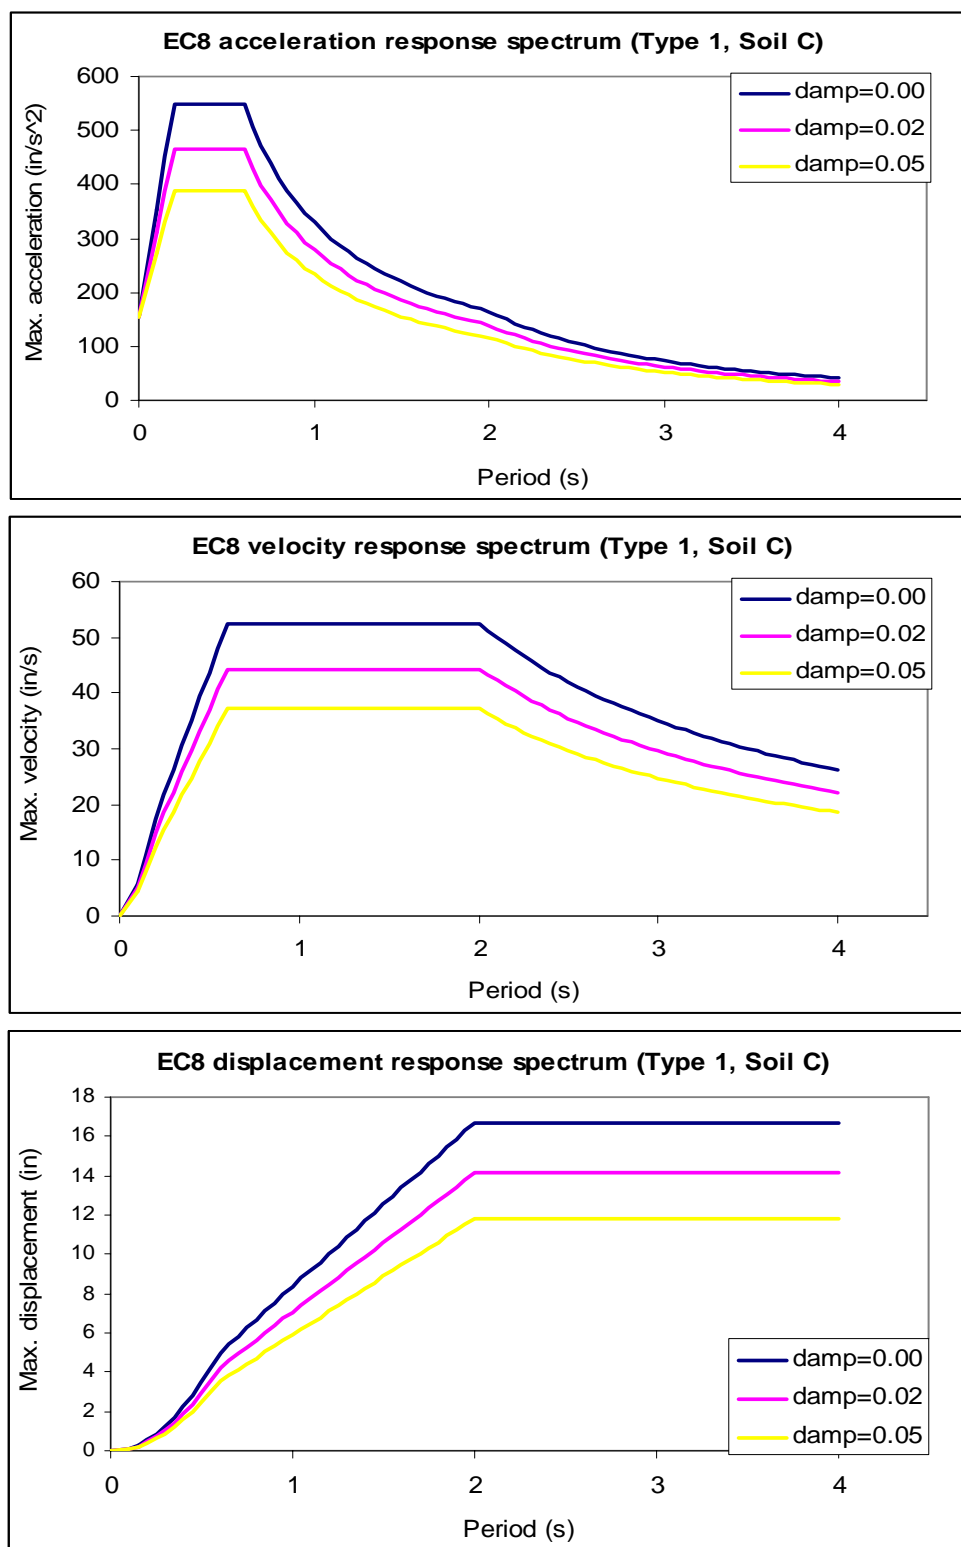 EC8 acceleration response spectrum (Type 1, Soil C)
600
500
400
300
200
100
0
Max. acceleration (in/s^2)
damp=0.00
damp=0.02
damp=0.05
0 1 2 3 4
Period (s)
EC8 velocity response spectrum (Type 1, Soil C)
60
50
40
30
20
10
0
Max. velocity (in/s)
damp=0.00
damp=0.02
damp=0.05
0 1 2 3 4
Period (s)
EC8 displacement response spectrum (Type 1, Soil C)
18
16
14
12
10
8
6
4
2
0
Max. displacement (in)
damp=0.00
damp=0.02
damp=0.05
0 1 2 3 4
Period (s)